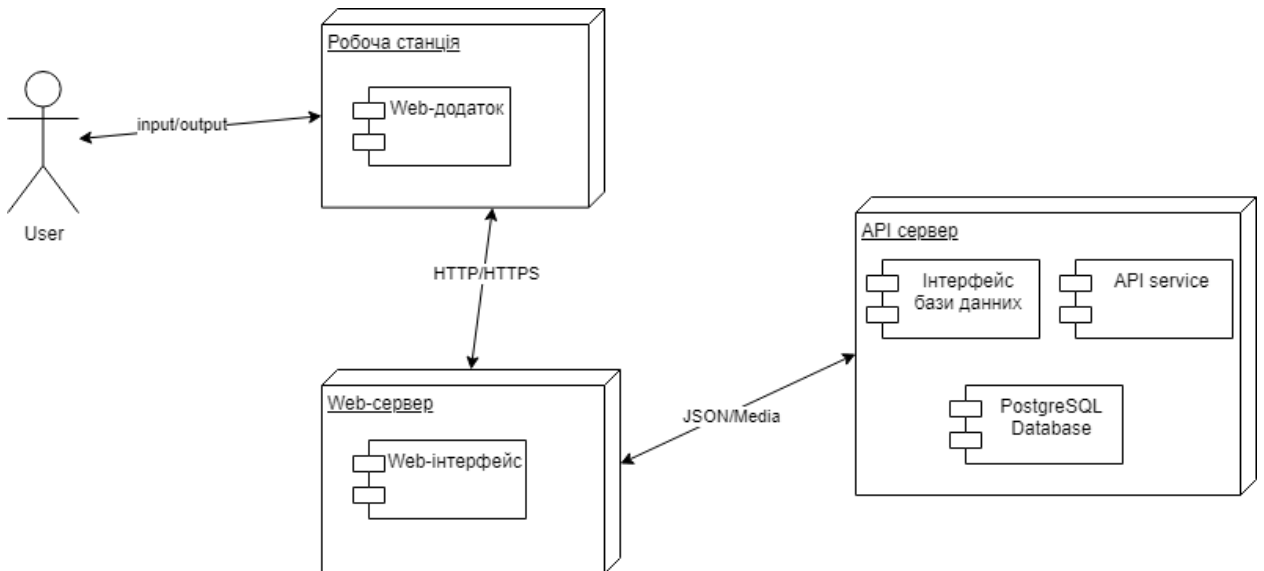 Робоча станція
Web-додаток
input/output
User
HTTP/HTTPS
API сервер
Інтерфейс
бази данних
API service
PostgreSQL
Database
JSON/Media
Web-сервер
Web-інтерфейс